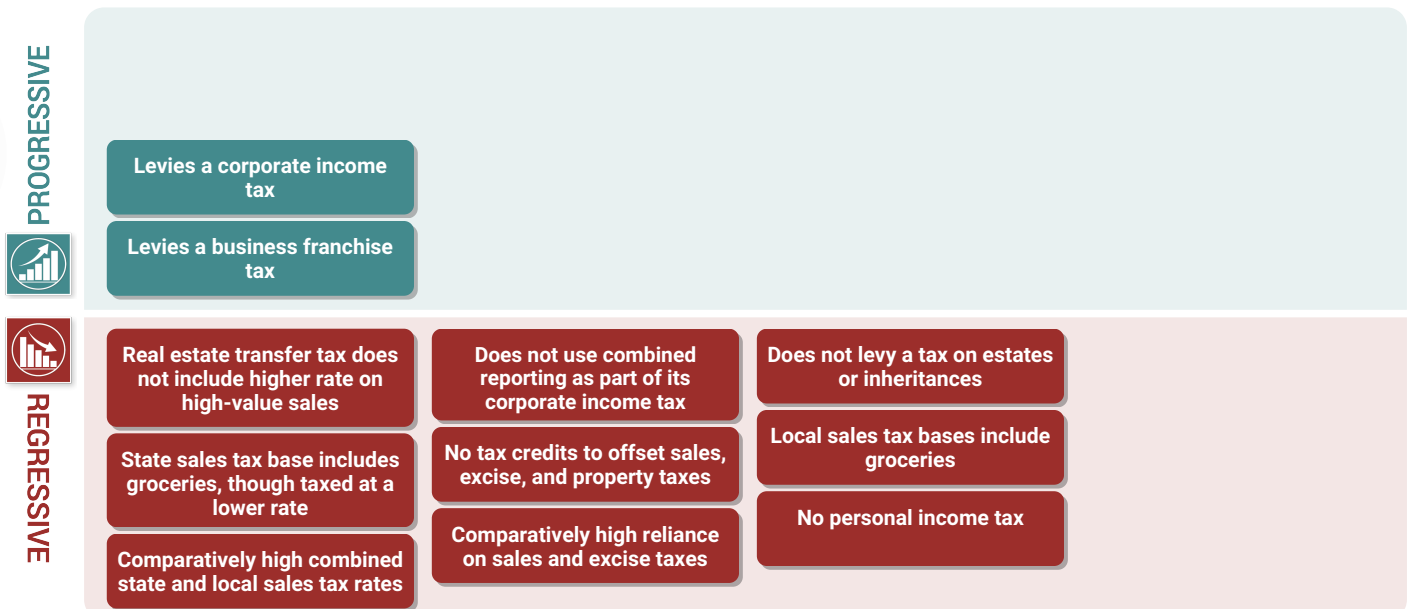 PROGRESSIVE
Levies a corporate income
tax
Levies a business franchise
tax
REGRESSIVE
Real estate transfer tax does
not include higher rate on
high-value sales
State sales tax base includes
groceries, though taxed at a
lower rate
Comparatively high combined
state and local sales tax rates
Does not use combined
reporting as part of its
corporate income tax
No tax credits to offset sales,
excise, and property taxes
Comparatively high reliance
on sales and excise taxes
Does not levy a tax on estates
or inheritances
Local sales tax bases include
groceries
No personal income tax